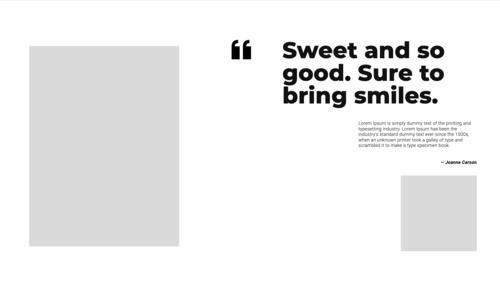 “
Sweet and so
good. Sure to
bring smiles.
Lorem Ipsum is simply dummy text of the printing and
typesetting industry. Lorem Ipsum has been the
industry's standard dummy text ever since the 1500s,
when an unknown printer took a galley of type and
scrambled it to make a type specimen book.
— Joanna Carson